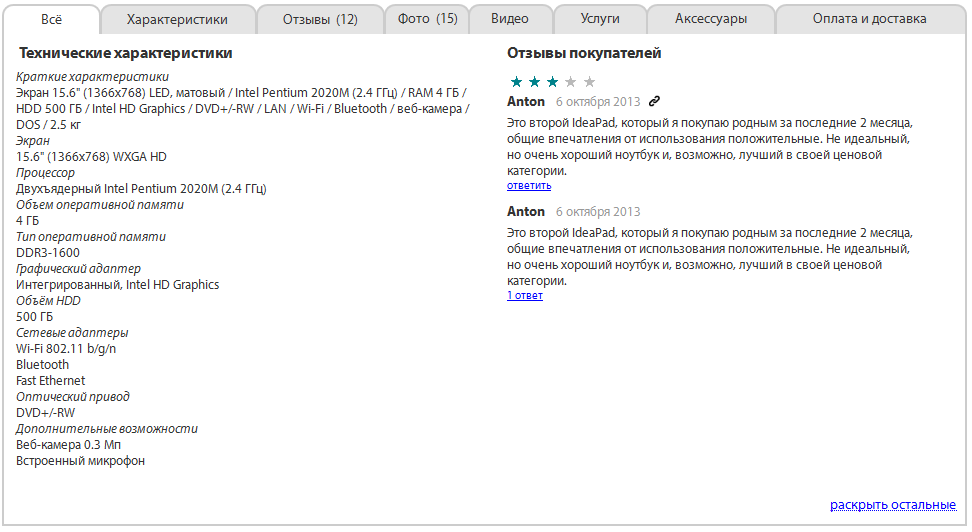 Всё
Характеристики
Отзывы (12)
Фото (15)
Видео
Услуги
Аксессуары
Оплата и доставка
Технические характеристики
Краткие характеристики
Экран 15.6" (1366x768) LED, матовый / Intel Pentium 2020M (2.4 ГГц) / RAM 4 ГБ /
HDD 500 ГБ / Intel HD Graphics / DVD+/-RW / LAN / Wi-Fi / Bluetooth / веб-камера /
DOS / 2.5 кг
Экран
15.6" (1366x768) WXGA HD
Процессор
Двухъядерный Intel Pentium 2020M (2.4 ГГц)
Объем оперативной памяти
4 ГБ
Тип оперативной памяти
DDR3-1600
Графический адаптер
Интегрированный, Intel HD Graphics
Объём HDD
500 ГБ
Сетевые адаптеры
Wi-Fi 802.11 b/g/n
Bluetooth
Fast Ethernet
Оптический привод
DVD+/-RW
Дополнительные возможности
Веб-камера 0.3 Мп
Встроенный микрофон
Отзывы покупателей
Anton 6 октября 2013
Это второй IdeaPad, который я покупаю родным за последние 2 месяца,
общие впечатления от использования положительные. Не идеальный,
но очень хороший ноутбук и, возможно, лучший в своей ценовой
категории.
ответить
Anton 6 октября 2013
Это второй IdeaPad, который я покупаю родным за последние 2 месяца,
общие впечатления от использования положительные. Не идеальный,
но очень хороший ноутбук и, возможно, лучший в своей ценовой
категории.
1 ответ
раскрыть остальные